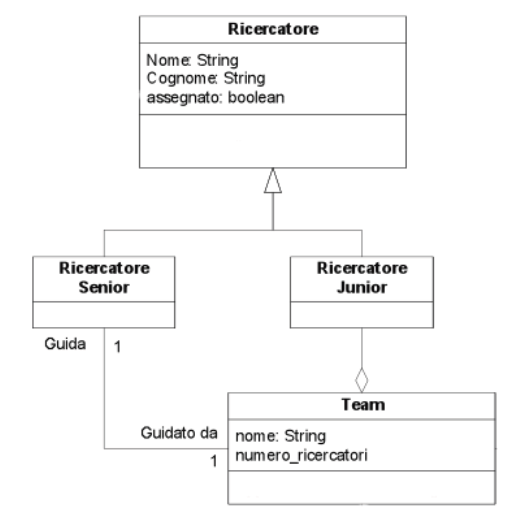 Ricercatore
Nome: String
Cognome: String
assegnato: boolean
Ricercatore
Senior
Ricercatore
Junior
Guida
1
Guidato da
1
Team
nome: String
numero_ricercatori